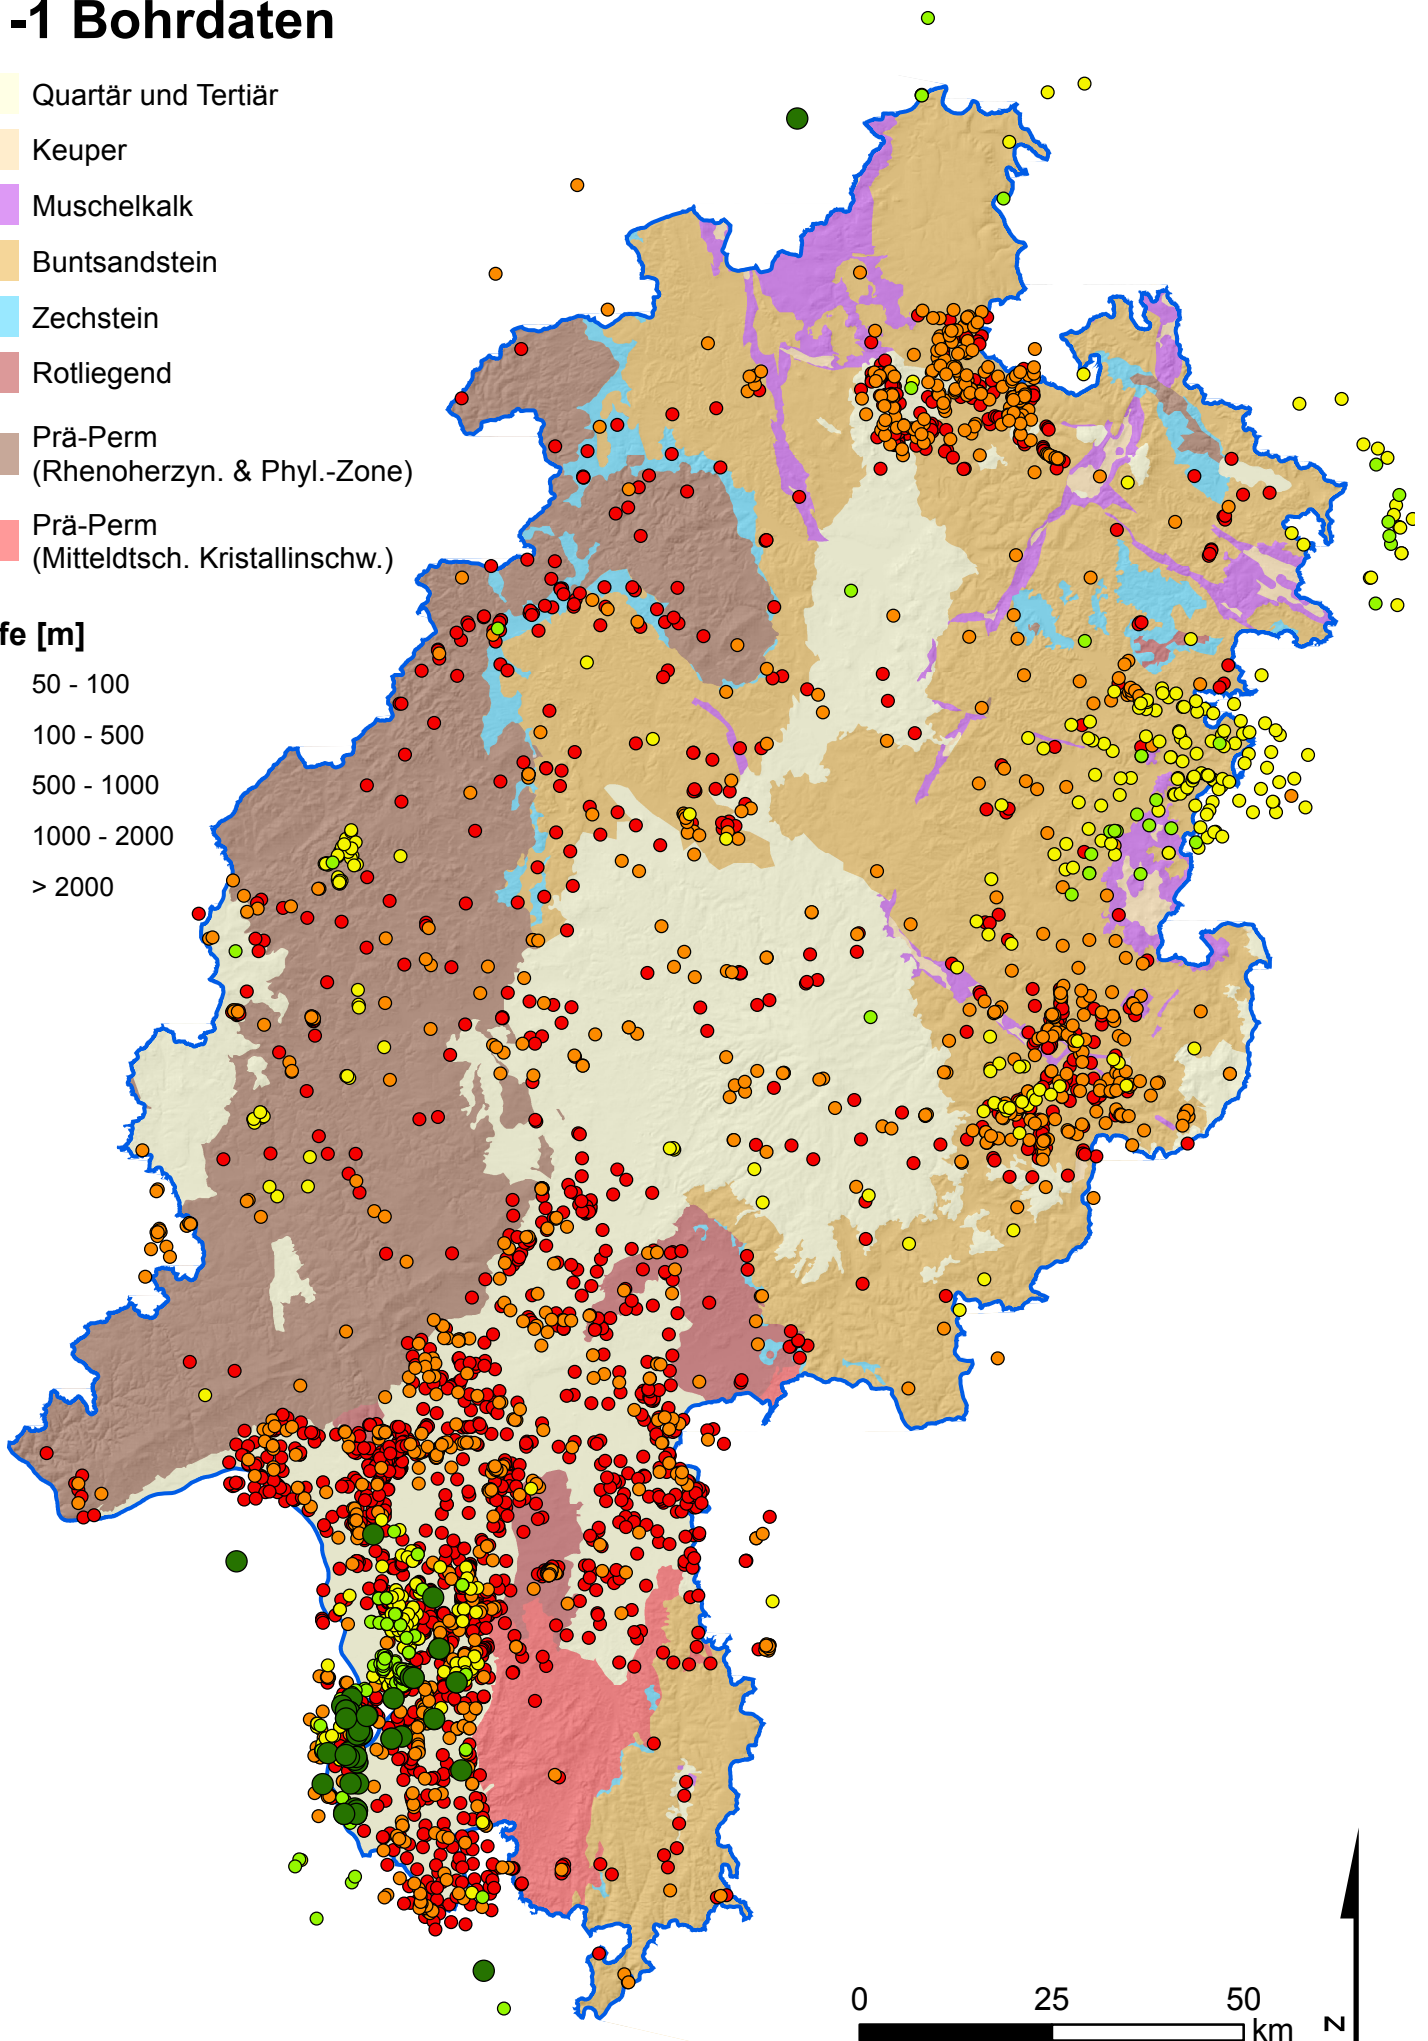 -1 Bohrdaten
Quartär und Tertiär
Keuper
Muschelkalk
Buntsandstein
Zechstein
Rotliegend
Prä-Perm
(Rhenoherzyn. & Phyl.-Zone)
Prä-Perm
(Mitteldtsch. Kristallinschw.)
fe [m]
50 - 100
100 - 500
500 - 1000
1000 - 2000
> 2000
0 25 50
km
N